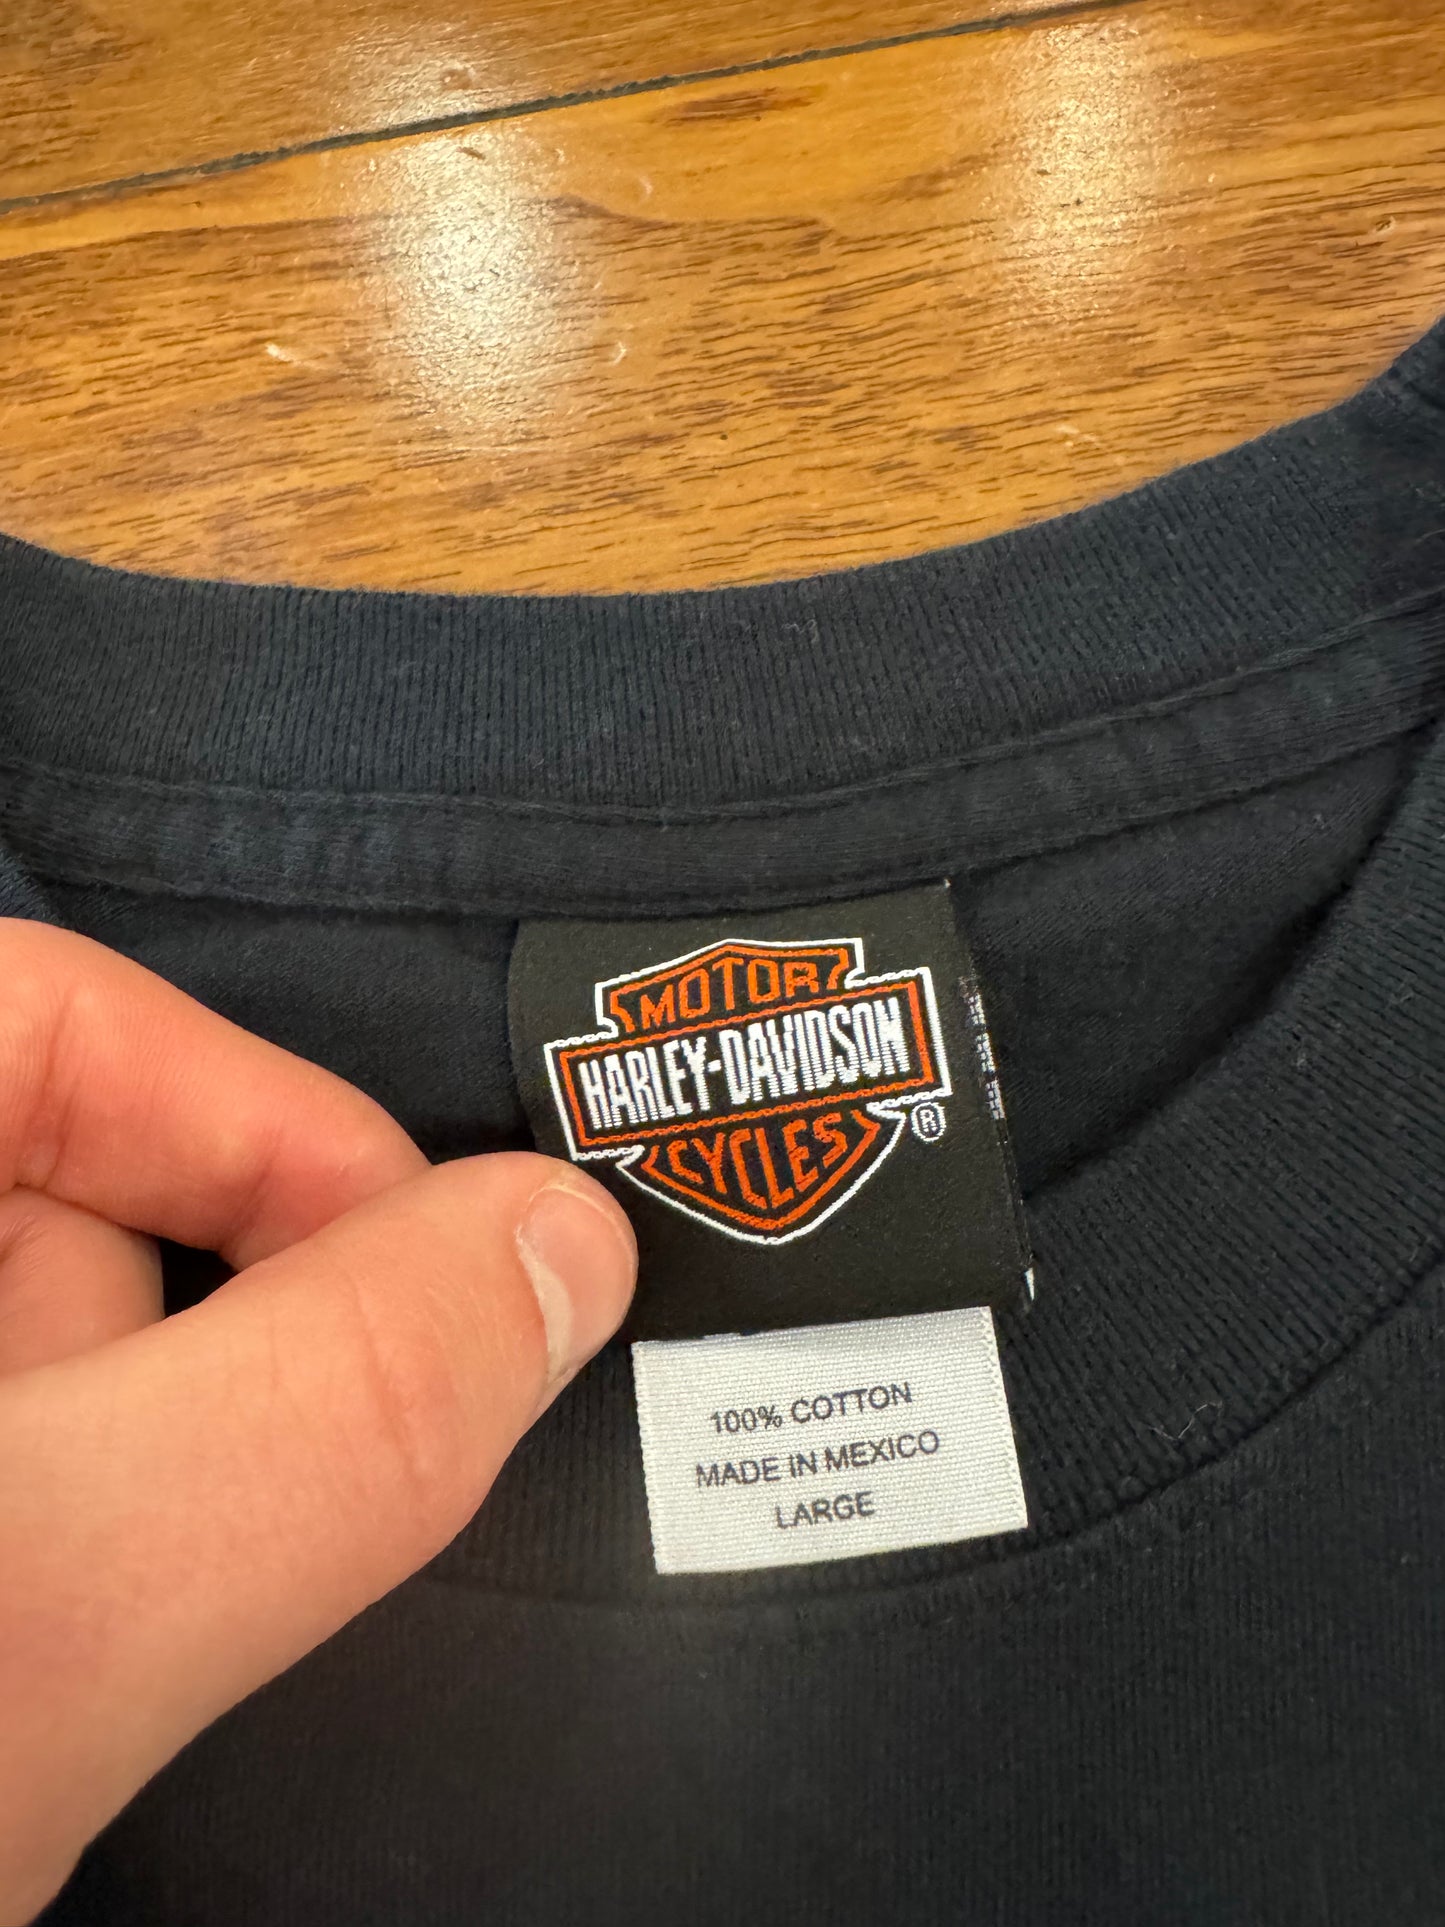 MOTOR
HARLEY-DAVIDSON
CYCLES
®
100% COTTON
MADE IN MEXICO
LARGE